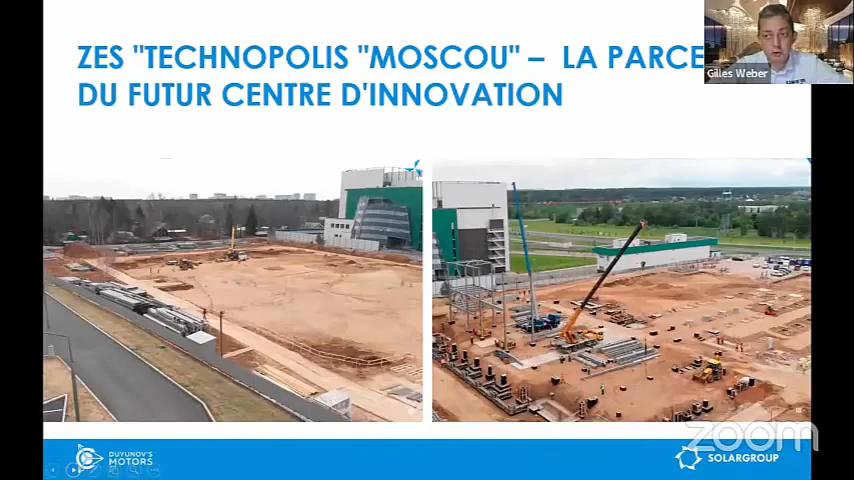 ZES "TECHNOPOLIS "MOSCOU" – LA PARCE
DU FUTUR CENTRE D'INNOVATION
Gilles Weber
zoom
DUYUNOV'S
MOTORS
SOLARGROUP